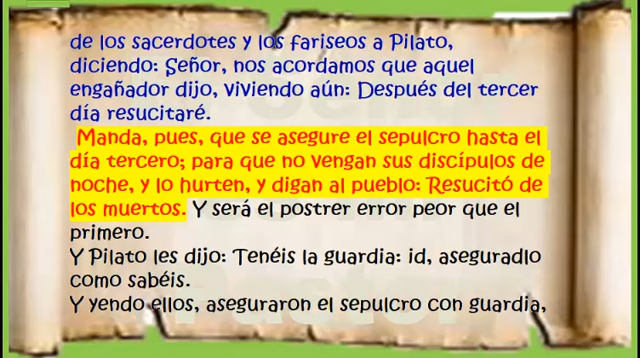 de los sacerdotes y los fariseos a Pilato,
diciendo: Señor, nos acordamos que aquel
engañador dijo, viviendo aún: Después del tercer
día resucitaré.
Manda, pues, que se asegure el sepulcro hasta el
día tercero; para que no vengan sus discípulos de
noche, y lo hurten, y digan al pueblo: Resucitó de
los muertos. Y será el postrer error peor que el
primero.
Y Pilato les dijo: Tenéis la guardia: id, aseguradlo
como sabéis.
Y yendo ellos, aseguraron el sepulcro con guardia,